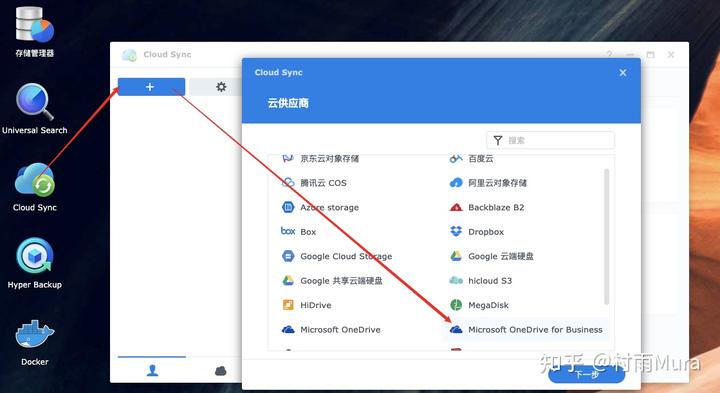 存储管理器
Universal Search
Cloud Sync
Hyper Backup
Docker
Cloud Sync
Cloud Sync
云供应商
搜索
京东云对象存储
百度云
腾讯云 COS
阿里云对象存储
Azure storage
Backblaze B2
Box
Dropbox
Google Cloud Storage
Google 云端硬盘
Google 共享云端硬盘
hicloud S3
HiDrive
MegaDisk
Microsoft OneDrive
Microsoft OneDrive for Business
下一步
知乎 @村雨Mura